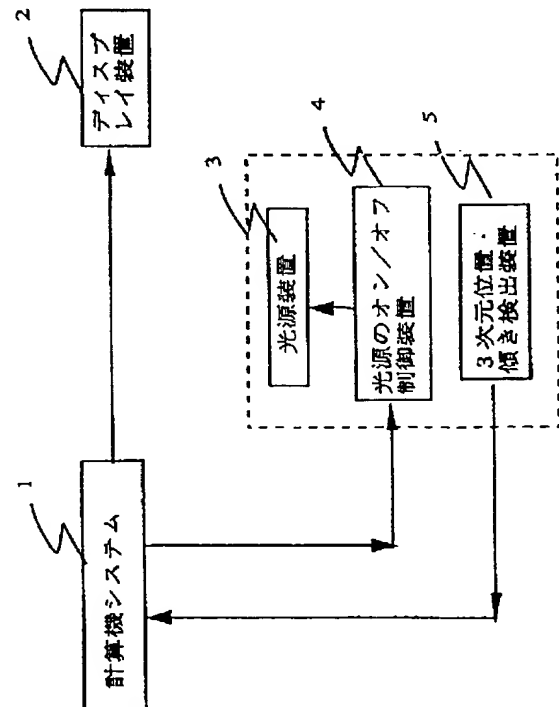 1
計算機システム
2
ディスプ
レイ装置
3
光源装置
4
光源のオン/オフ
制御装置
5
3次元位置・
傾き検出装置